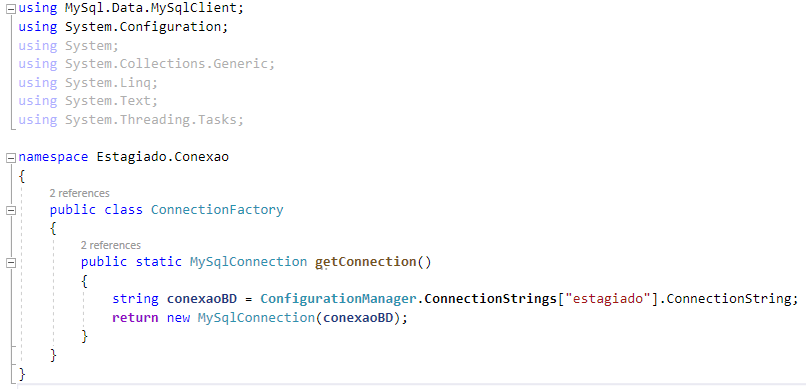 using MySql.Data.MySqlClient;
using System.Configuration;
using System;
using System.Collections.Generic;
using System.Linq;
using System.Text;
using System.Threading.Tasks;
namespace Estagiado.Conexao
{
2 references
public class ConnectionFactory
{
2 references
public static MySqlConnection getConnection()
{
string conexaoBD = ConfigurationManager.ConnectionStrings["estagiado"].ConnectionString;
return new MySqlConnection(conexaoBD);
}
}
}